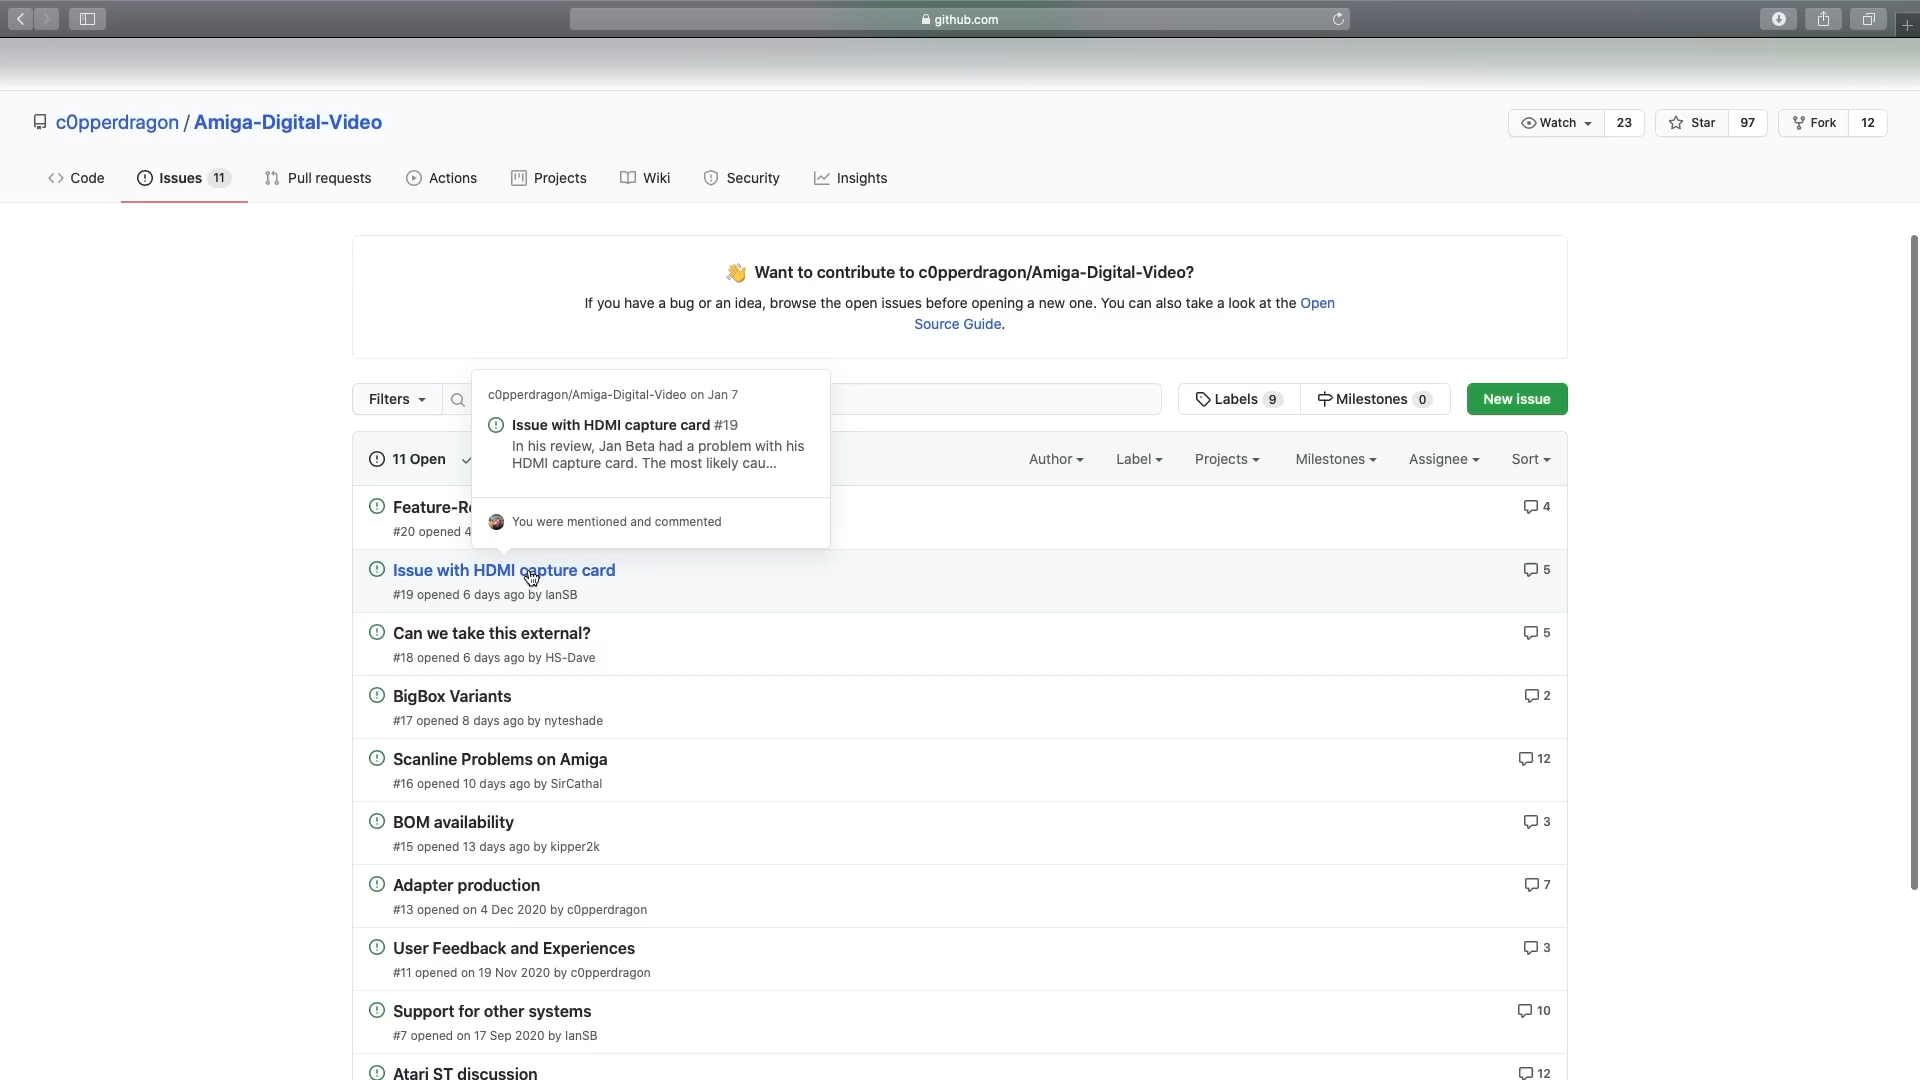 github.com
c0pperdragon / Amiga-Digital-Video
Watch 23 Star 97 Fork 12
Code Issues 11 Pull requests Actions Projects Wiki Security Insights
👋 Want to contribute to c0pperdragon/Amiga-Digital-Video?
If you have a bug or an idea, browse the open issues before opening a new one. You can also take a look at the Open
Source Guide.
Filters Labels 9 Milestones 0 New issue
c0pperdragon/Amiga-Digital-Video on Jan 7
Issue with HDMI capture card #19
In his review, Jan Beta had a problem with his
HDMI capture card. The most likely cau...
You were mentioned and commented
11 Open Author Label Projects Milestones Assignee Sort
Feature-R 4
#20 opened 4
Issue with HDMI capture card 5
#19 opened 6 days ago by IanSB
Can we take this external? 5
#18 opened 6 days ago by HS-Dave
BigBox Variants 2
#17 opened 8 days ago by nyteshade
Scanline Problems on Amiga 12
#16 opened 10 days ago by SirCathal
BOM availability 3
#15 opened 13 days ago by kipper2k
Adapter production 7
#13 opened on 4 Dec 2020 by c0pperdragon
User Feedback and Experiences 3
#11 opened on 19 Nov 2020 by c0pperdragon
Support for other systems 10
#7 opened on 17 Sep 2020 by IanSB
Atari ST discussion 12